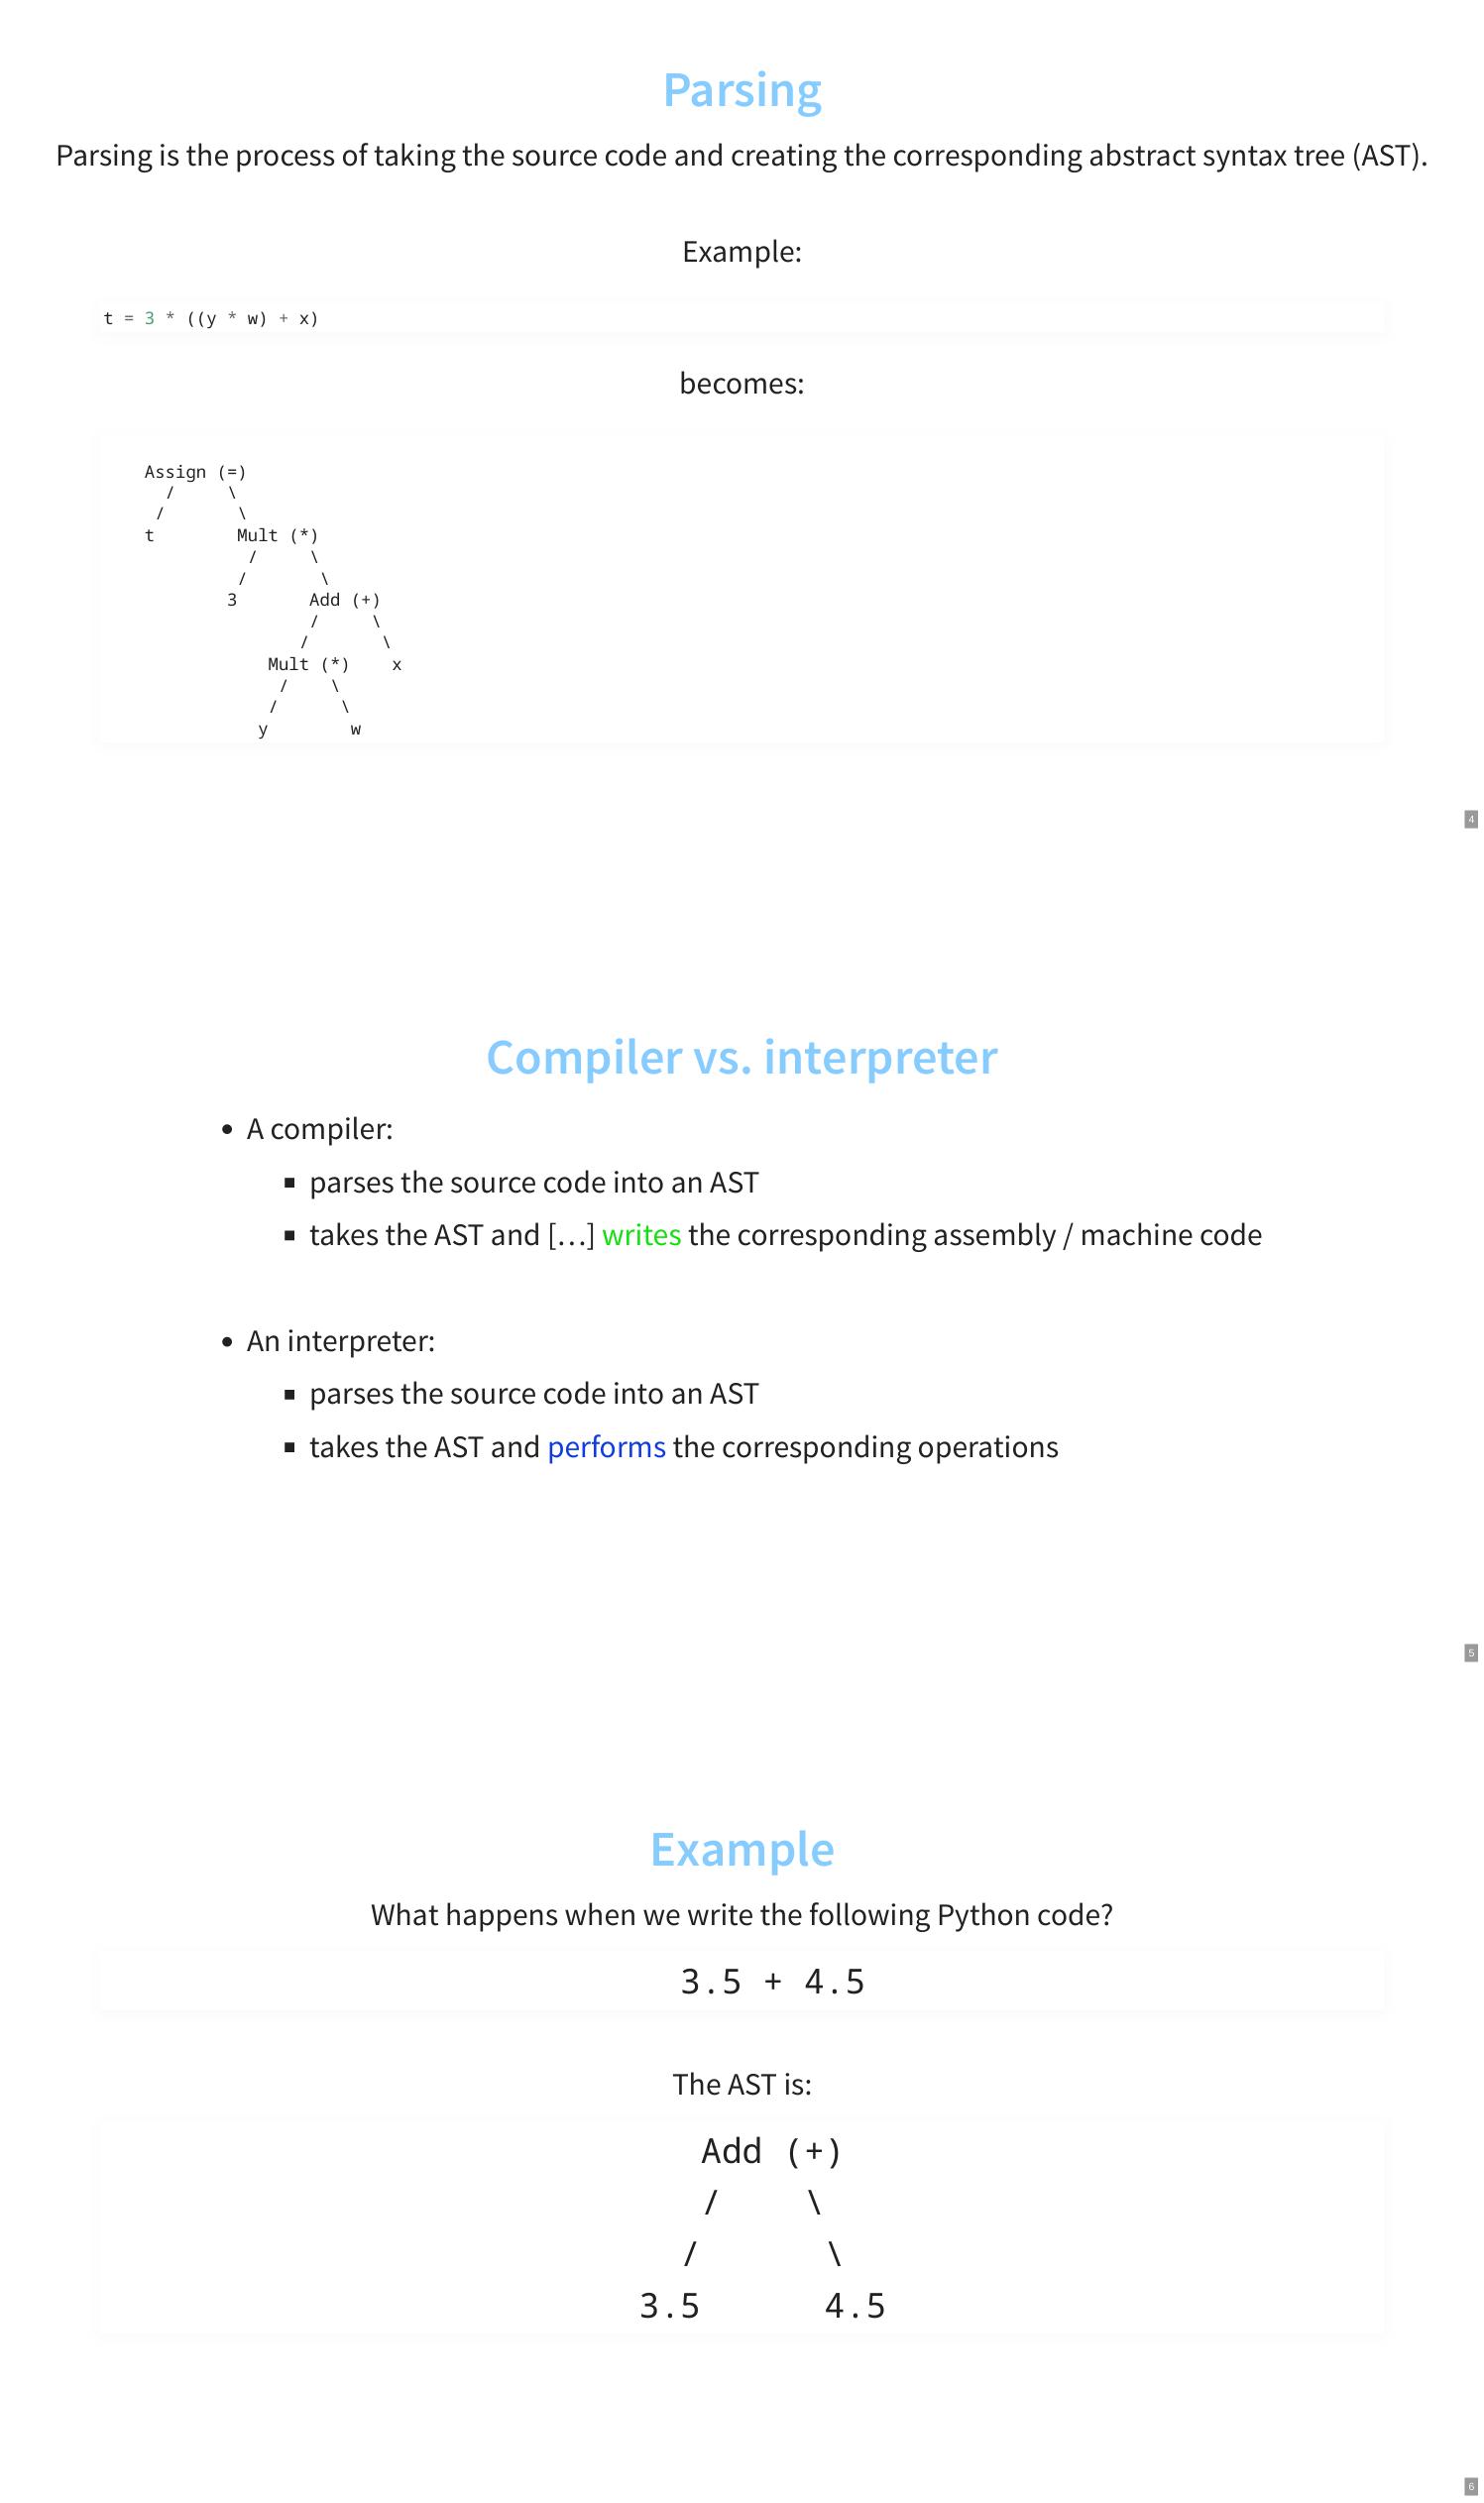 Parsing
Parsing is the process of taking the source code and creating the corresponding abstract syntax tree (AST).
Example:
t = 3 * ((y * w) + x)
becomes:
Assign (=)
/ \
/ \
t Mult (*)
/ \
/ \
3 Add (+)
/ \
/ \
Mult (*) x
/ \
/ \
y w
4
Compiler vs. interpreter
• A compiler:
▪ parses the source code into an AST
▪ takes the AST and […] writes the corresponding assembly / machine code
• An interpreter:
▪ parses the source code into an AST
▪ takes the AST and performs the corresponding operations
5
Example
What happens when we write the following Python code?
3.5 + 4.5
The AST is:
Add (+)
/ \
/ \
3.5 4.5
6